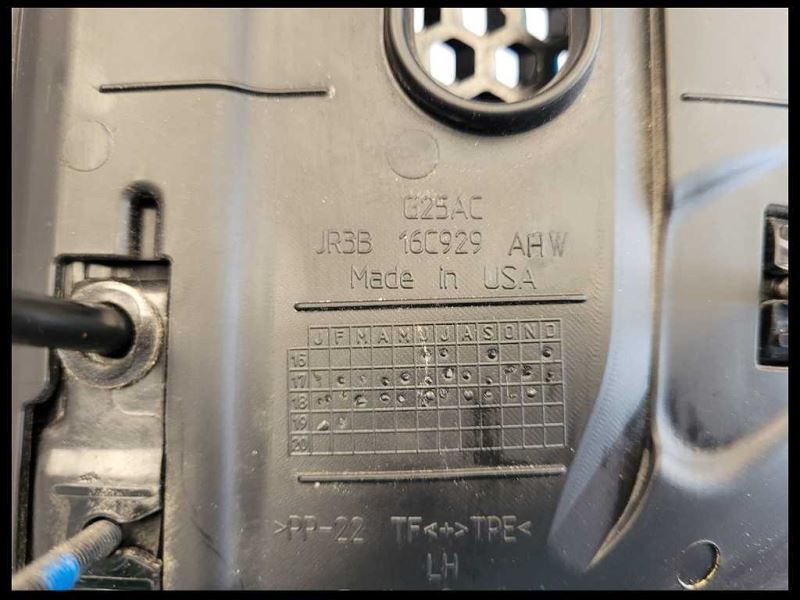 G25AC
JR3B 16C929 AHW
Made in USA
J F M A M J J A S O N D
16
17
18
19
20
>PP-22 TF<+>TPE<
LH